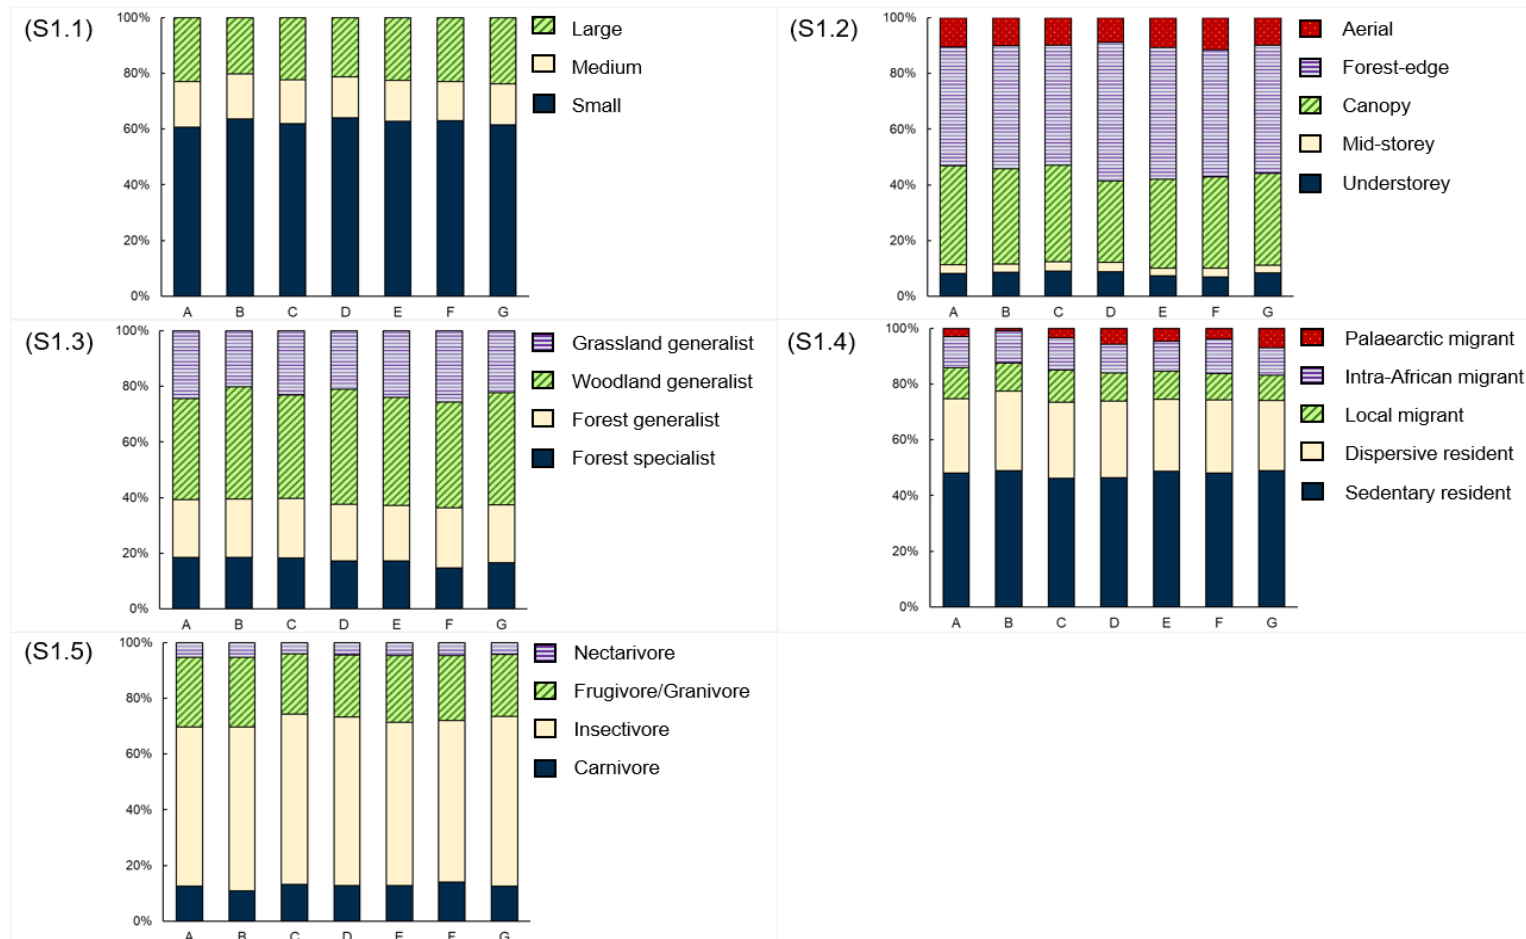 (S1.1)
100%
80%
60%
40%
20%
0%
A B C D E F G
Large
Medium
Small
(S1.2)
100%
80%
60%
40%
20%
0%
A B C D E F G
Aerial
Forest-edge
Canopy
Mid-storey
Understorey
(S1.3)
100%
80%
60%
40%
20%
0%
A B C D E F G
Grassland generalist
Woodland generalist
Forest generalist
Forest specialist
(S1.4)
100%
80%
60%
40%
20%
0%
A B C D E F G
Palaearctic migrant
Intra-African migrant
Local migrant
Dispersive resident
Sedentary resident
(S1.5)
100%
80%
60%
40%
20%
0%
A B C D E F G
Nectarivore
Frugivore/Granivore
Insectivore
Carnivore